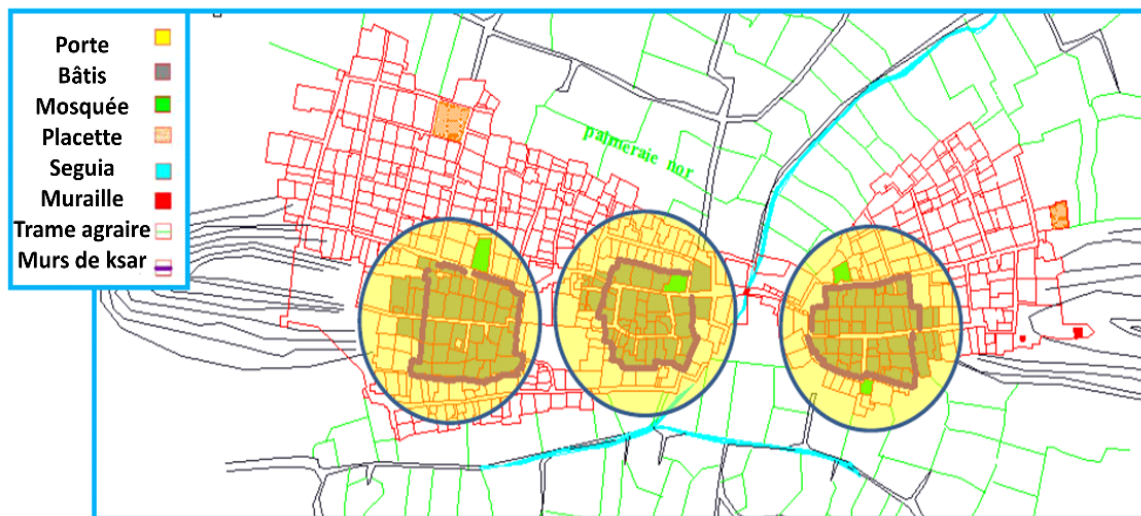 Porte
Bâtis
Mosquée
Placette
Seguia
Muraille
Trame agraire
Murs de ksar
palmeraie nor